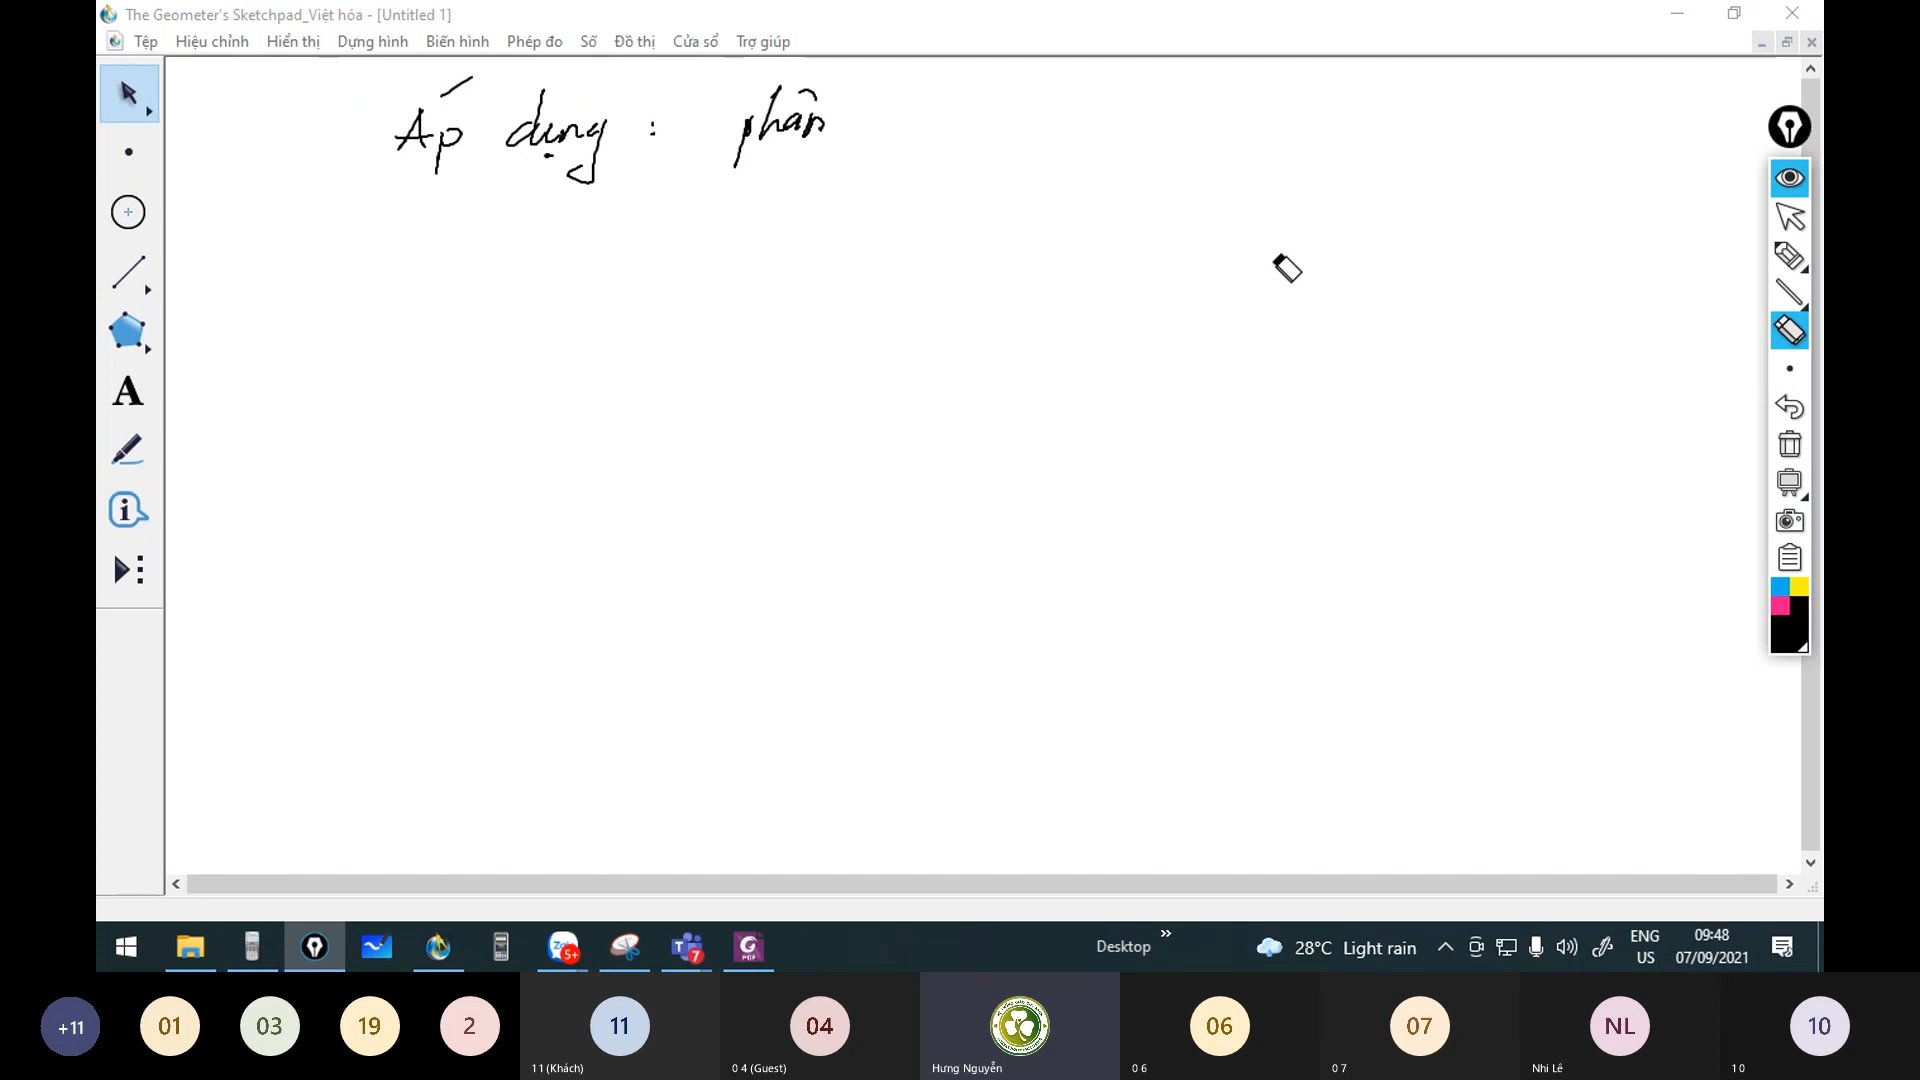 The Geometer's Sketchpad_Việt hóa - [Untitled 1]
Tệp Hiệu chỉnh Hiển thị Dựng hình Biến hình Phép đo Số Đồ thị Cửa sổ Trợ giúp
Áp dụng : phân
A
i
Desktop
28°C Light rain
ENG
US
09:48
07/09/2021
+11 01 03 19 2 11 04 06 07 NL 10
11 (Khách) 0 4 (Guest) Hưng Nguyễn 0 6 0 7 Nhi Lê 1 0